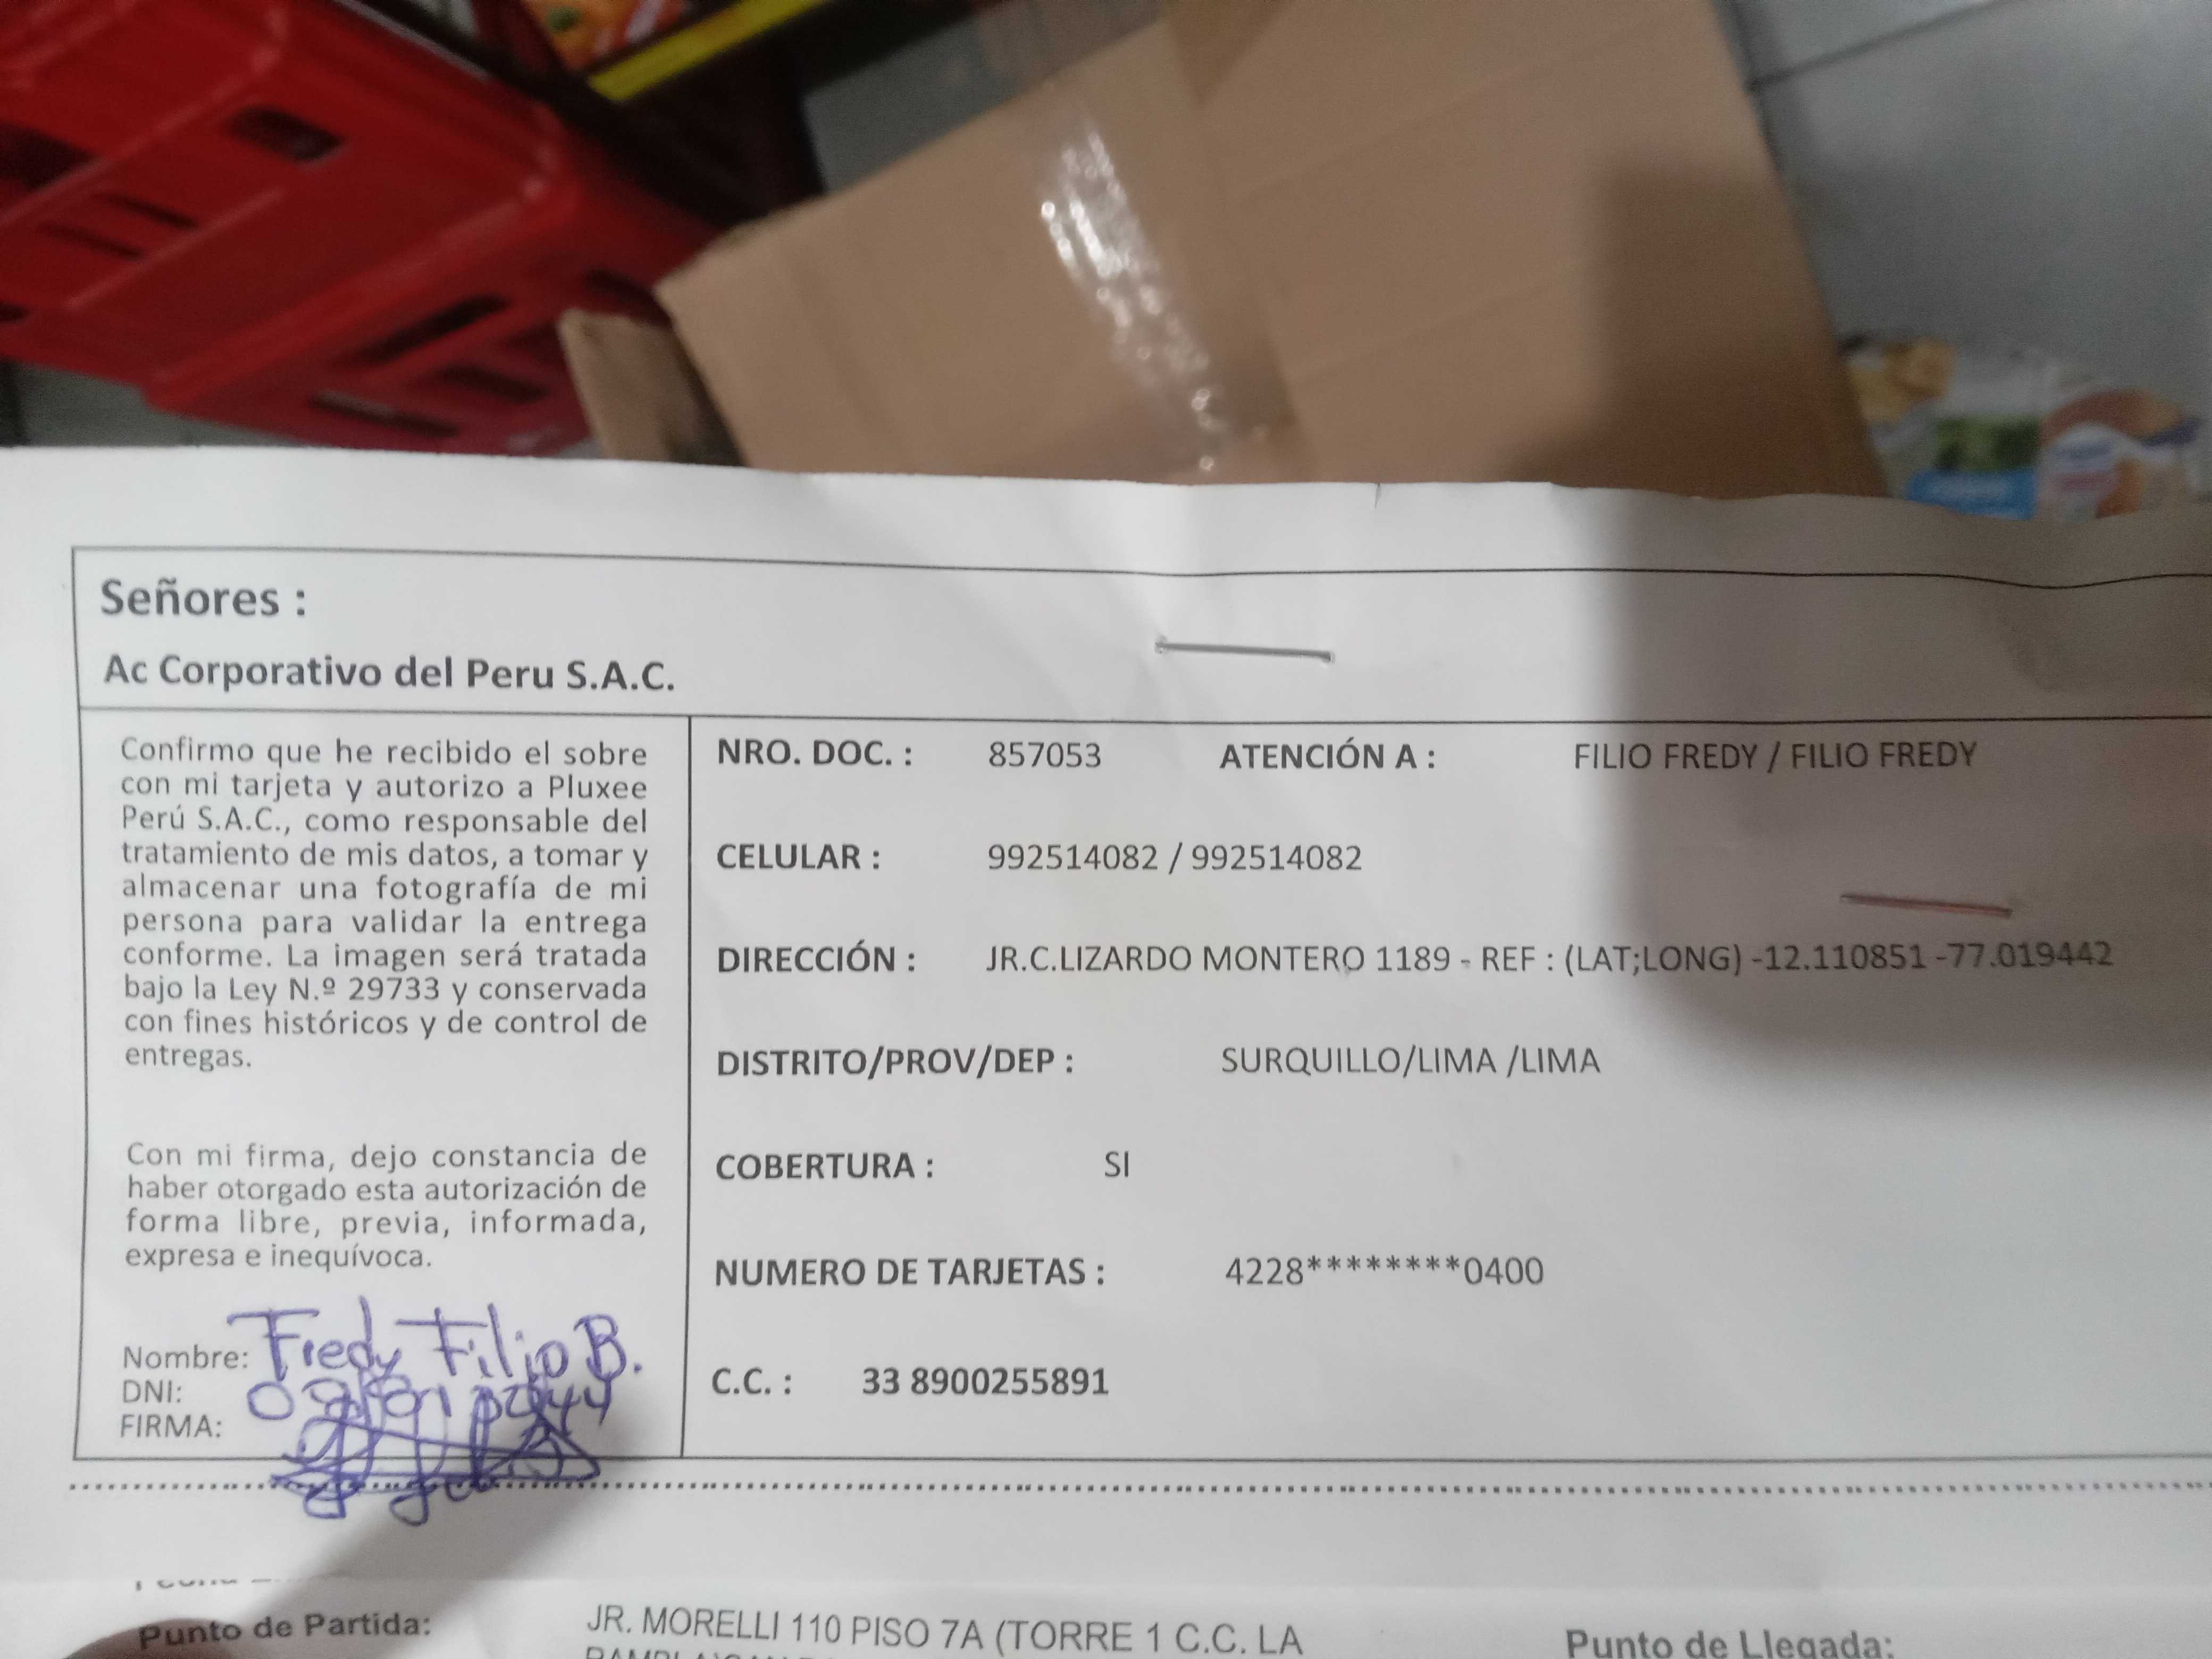 Señores :
Ac Corporativo del Peru S.A.C.
Confirmo que he recibido el sobre
con mi tarjeta y autorizo a Pluxee
Perú S.A.C., como responsable del
tratamiento de mis datos, a tomar y
almacenar una fotografía de mi
persona para validar la entrega
conforme. La imagen será tratada
bajo la Ley N.º 29733 y conservada
con fines históricos y de control de
entregas.
Con mi firma, dejo constancia de
haber otorgado esta autorización de
forma libre, previa, informada,
expresa e inequívoca.
Nombre: Fredy Filio B.
DNI:
FIRMA:
NRO. DOC. : 857053 ATENCIÓN A : FILIO FREDY / FILIO FREDY
CELULAR : 992514082 / 992514082
DIRECCIÓN : JR.C.LIZARDO MONTERO 1189 - REF : (LAT;LONG) -12.110851 -77.019442
DISTRITO/PROV/DEP : SURQUILLO/LIMA /LIMA
COBERTURA : SI
NUMERO DE TARJETAS : 4228********0400
C.C. : 33 8900255891
Punto de Partida: JR. MORELLI 110 PISO 7A (TORRE 1 C.C. LA
Punto de Llegada: